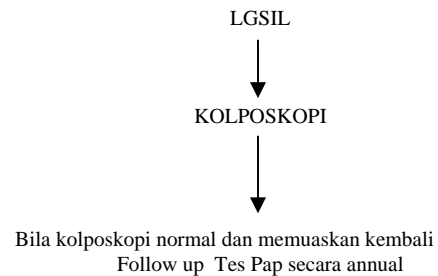 LGSIL
KOLPOSKOPI
Bila kolposkopi normal dan memuaskan kembali
Follow up Tes Pap secara annual